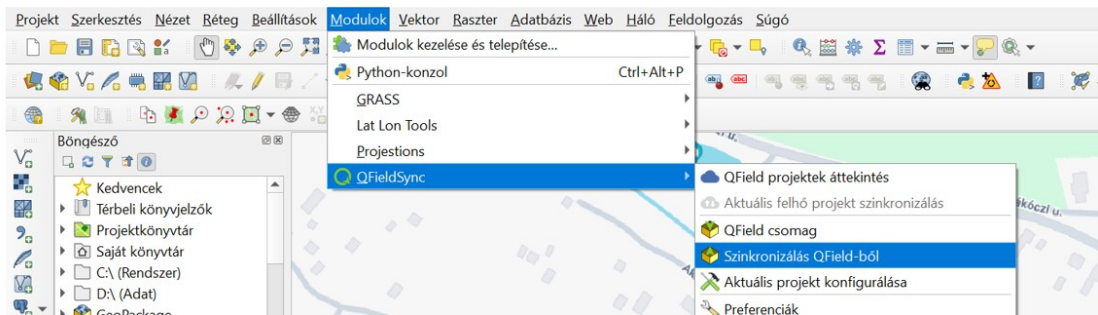 Projekt Szerkesztés Nézet Réteg Beállítások Modulok Vektor Raszter Adatbázis Web Háló Feldolgozás Súgó
Modulok kezelése és telepítése...
Python-konzol Ctrl+Alt+P
GRASS
Lat Lon Tools
Projestions
QFieldSync
QField projektek áttekintés
Aktuális felhő projekt szinkronizálás
QField csomag
Szinkronizálás QField-ből
Aktuális projekt konfigurálása
Preferenciák
Böngésző
Kedvencek
Térbeli könyvjelzők
Projektkönyvtár
Saját könyvtár
C:\ (Rendszer)
D:\ (Adat)
GeoPackage